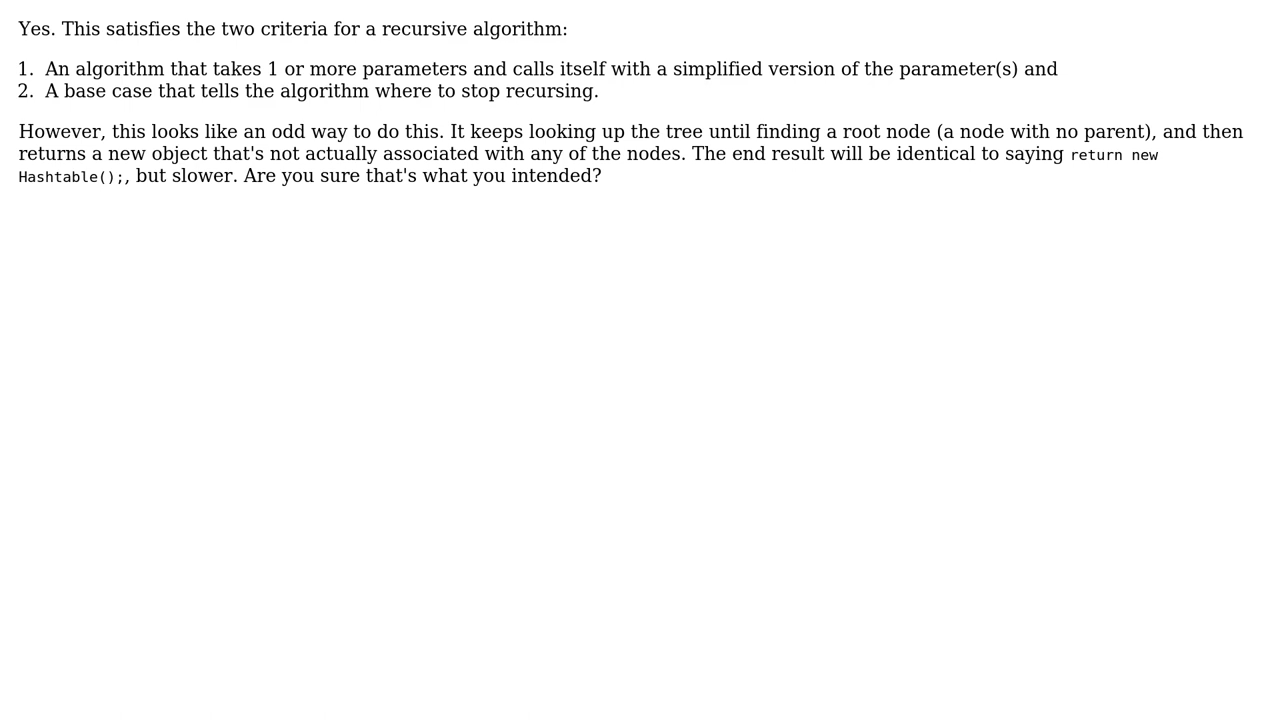 Yes. This satisfies the two criteria for a recursive algorithm:
1. An algorithm that takes 1 or more parameters and calls itself with a simplified version of the parameter(s) and
2. A base case that tells the algorithm where to stop recursing.
However, this looks like an odd way to do this. It keeps looking up the tree until finding a root node (a node with no parent), and then
returns a new object that's not actually associated with any of the nodes. The end result will be identical to saying return new
Hashtable();, but slower. Are you sure that's what you intended?